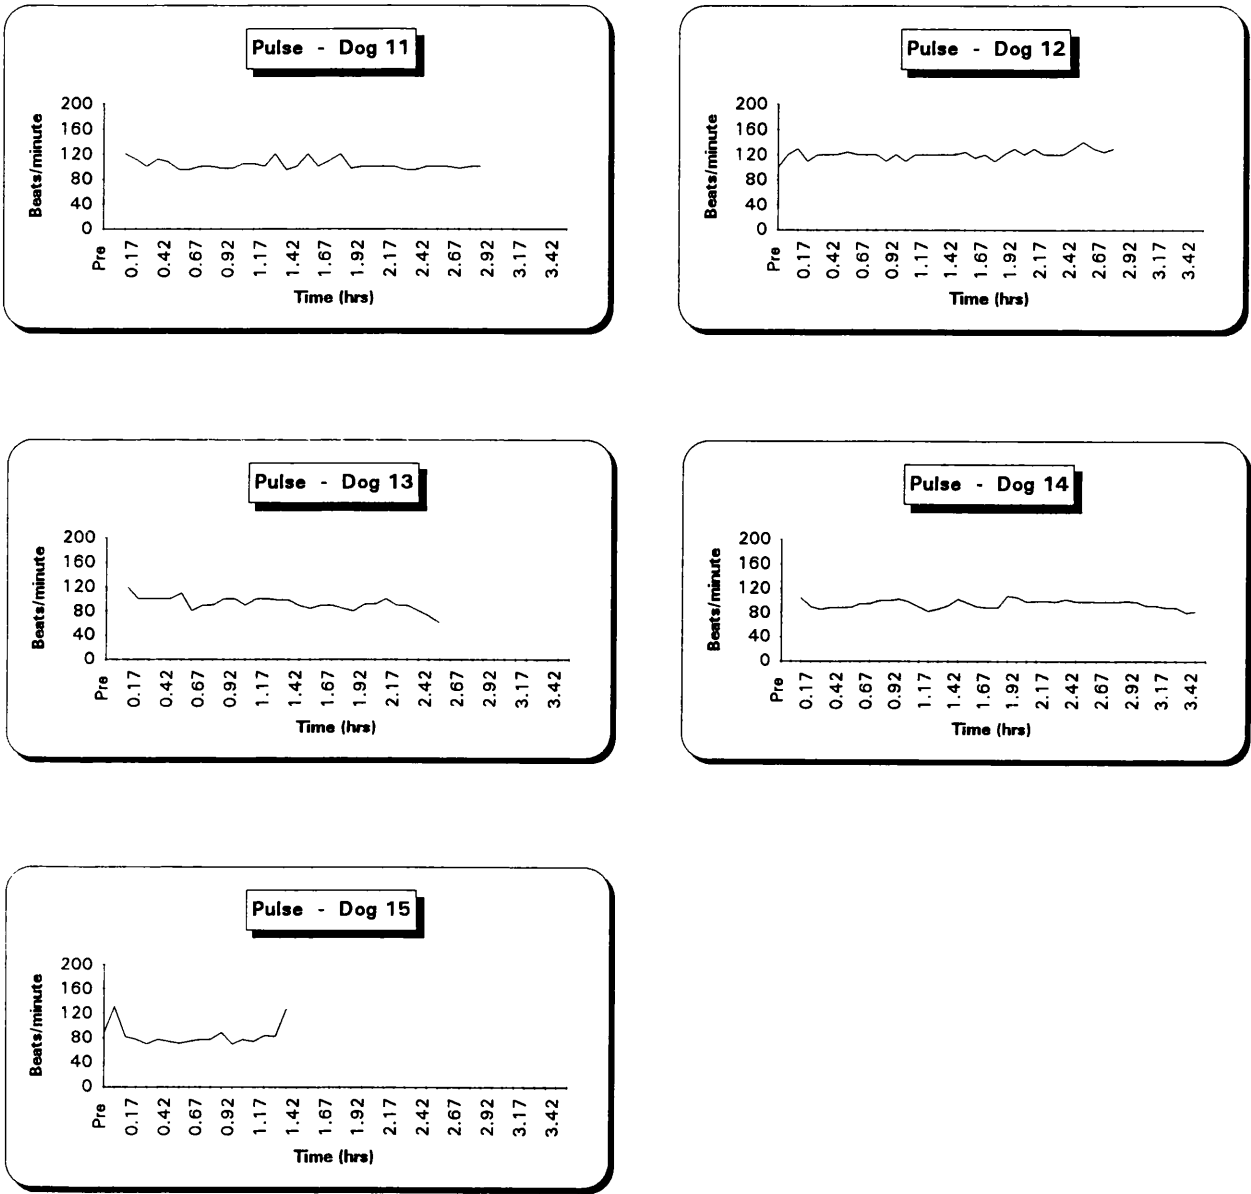 Pulse - Dog 11
Beats/minute
200
160
120
80
40
0
Pre 0.17 0.42 0.67 0.92 1.17 1.42 1.67 1.92 2.17 2.42 2.67 2.92 3.17 3.42
Time (hrs)
Pulse - Dog 12
Beats/minute
200
160
120
80
40
0
Pre 0.17 0.42 0.67 0.92 1.17 1.42 1.67 1.92 2.17 2.42 2.67 2.92 3.17 3.42
Time (hrs)
Pulse - Dog 13
Beats/minute
200
160
120
80
40
0
Pre 0.17 0.42 0.67 0.92 1.17 1.42 1.67 1.92 2.17 2.42 2.67 2.92 3.17 3.42
Time (hrs)
Pulse - Dog 14
Beats/minute
200
160
120
80
40
0
Pre 0.17 0.42 0.67 0.92 1.17 1.42 1.67 1.92 2.17 2.42 2.67 2.92 3.17 3.42
Time (hrs)
Pulse - Dog 15
Beats/minute
200
160
120
80
40
0
Pre 0.17 0.42 0.67 0.92 1.17 1.42 1.67 1.92 2.17 2.42 2.67 2.92 3.17 3.42
Time (hrs)